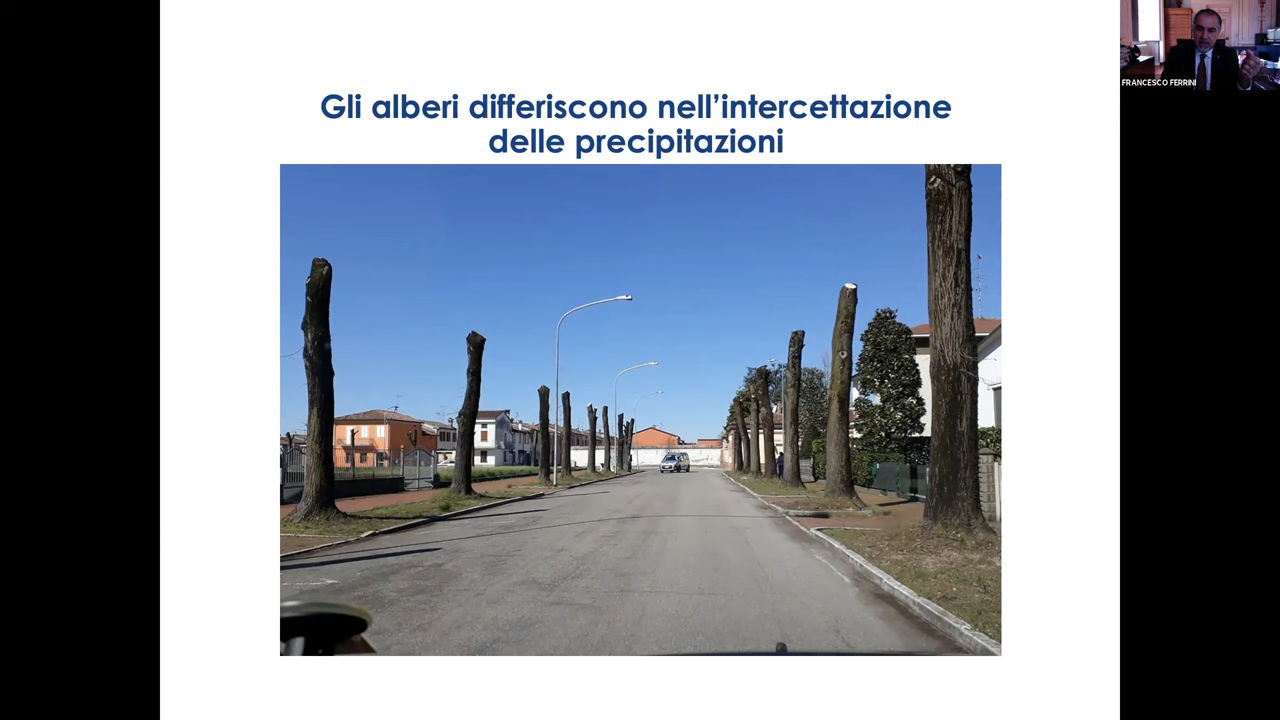 Gli alberi differiscono nell’intercettazione
delle precipitazioni
FRANCESCO FERRINI